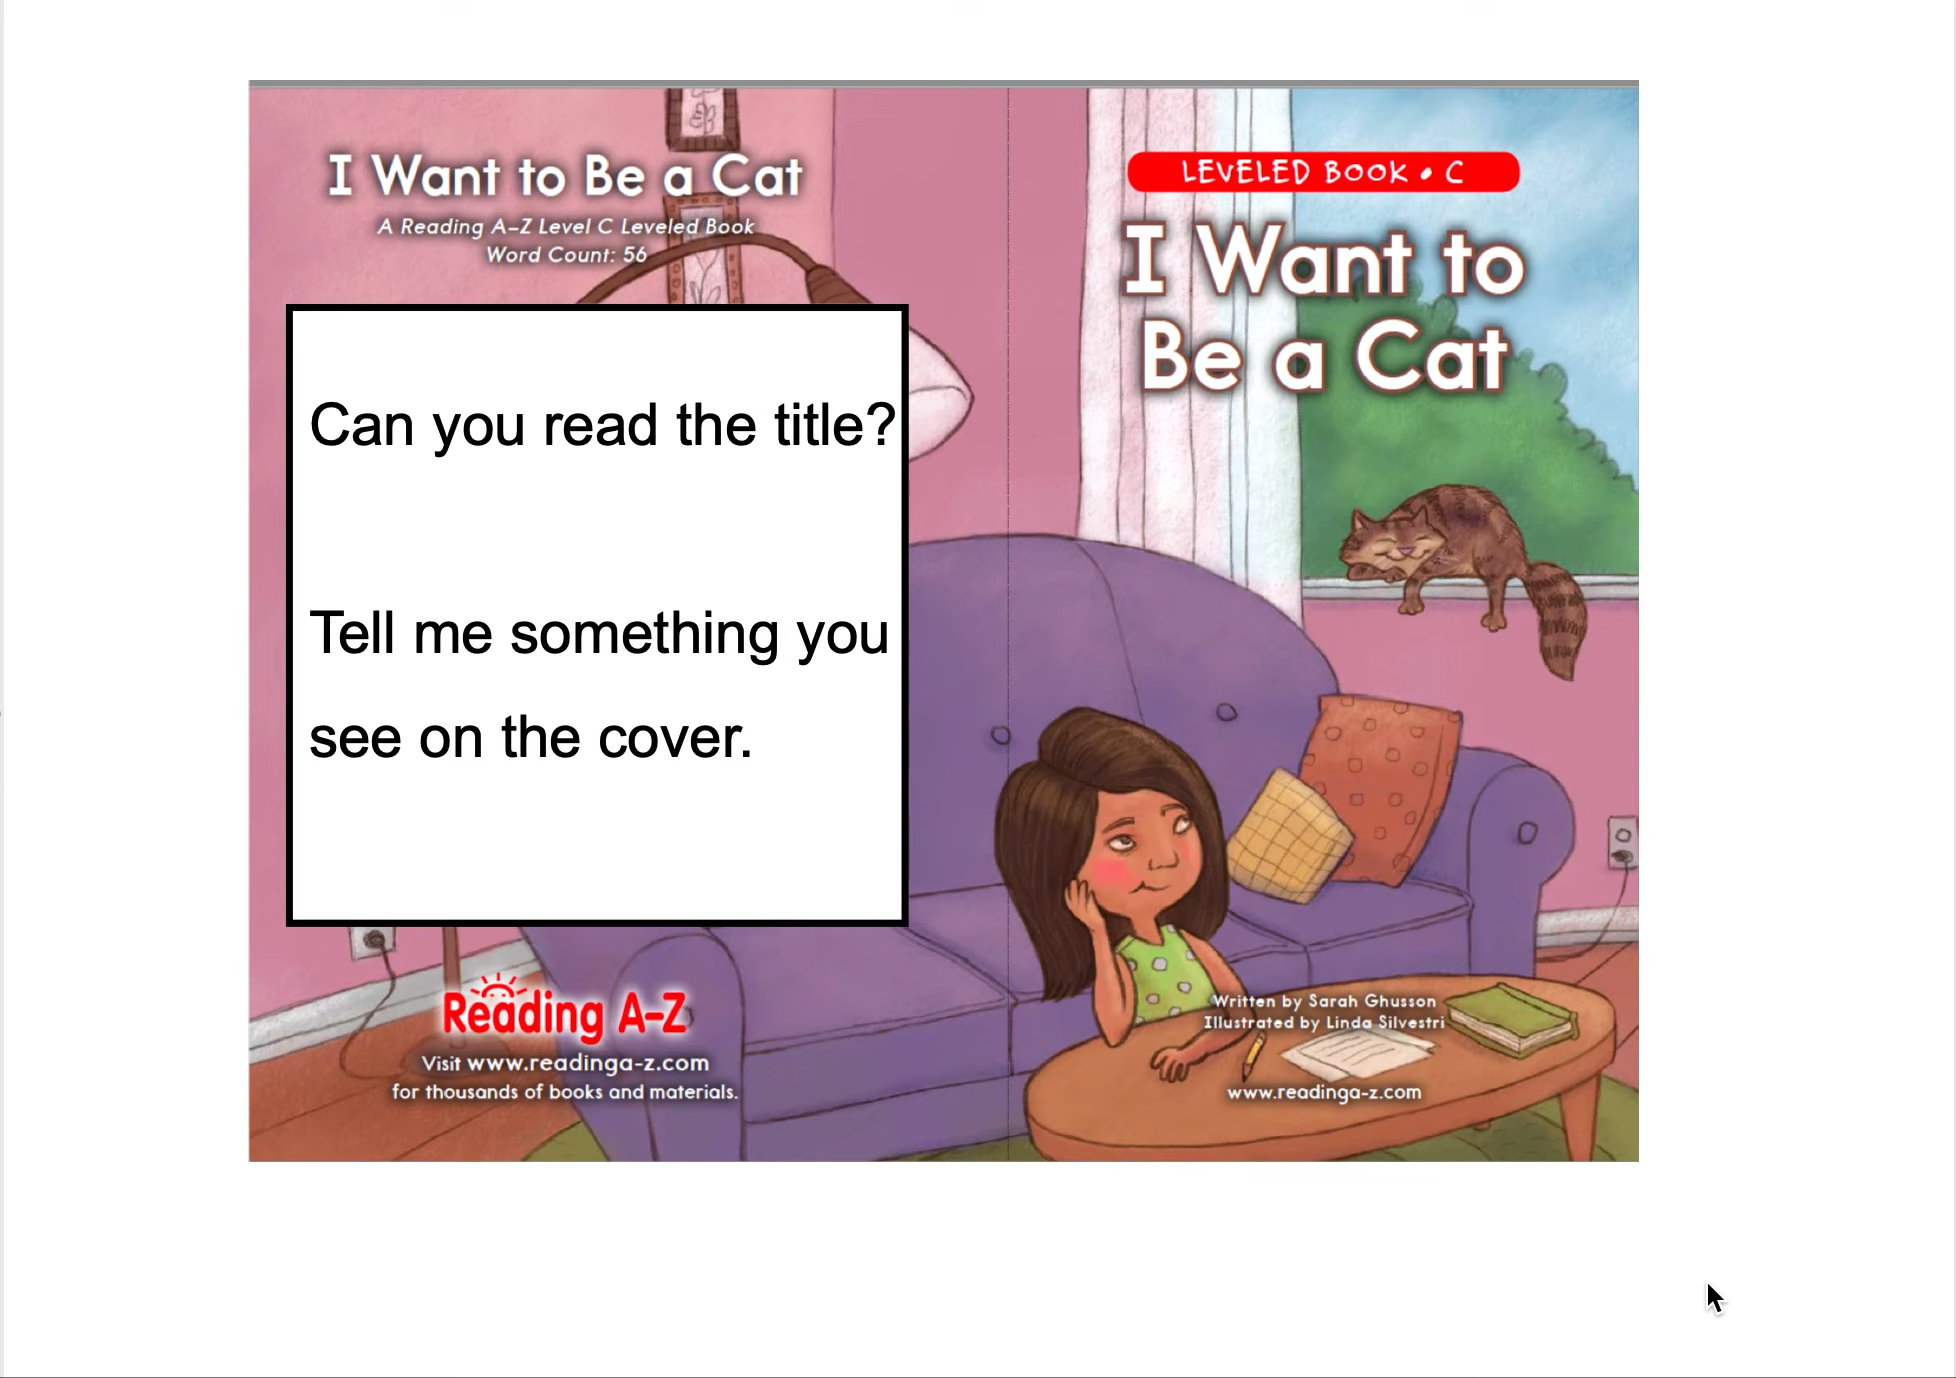 I Want to Be a Cat
A Reading A–Z Level C Leveled Book
Word Count: 56
Can you read the title?
Tell me something you
see on the cover.
Reading A–Z
Visit www.readinga-z.com
for thousands of books and materials.
LEVELED BOOK • C
I Want to
Be a Cat
Written by Sarah Ghusson
Illustrated by Linda Silvestri
www.readinga-z.com